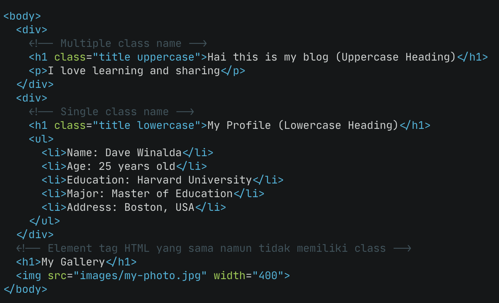 <body>
<div>
<!-- Multiple class name -->
<h1 class="title uppercase">Hai this is my blog (Uppercase Heading)</h1>
<p>I love learning and sharing</p>
</div>
<div>
<!-- Single class name -->
<h1 class="title lowercase">My Profile (Lowercase Heading)</h1>
<ul>
<li>Name: Dave Winalda</li>
<li>Age: 25 years old</li>
<li>Education: Harvard University</li>
<li>Major: Master of Education</li>
<li>Address: Boston, USA</li>
</ul>
</div>
<!-- Element tag HTML yang sama namun tidak memiliki class -->
<h1>My Gallery</h1>
<img src="images/my-photo.jpg" width="400">
</body>